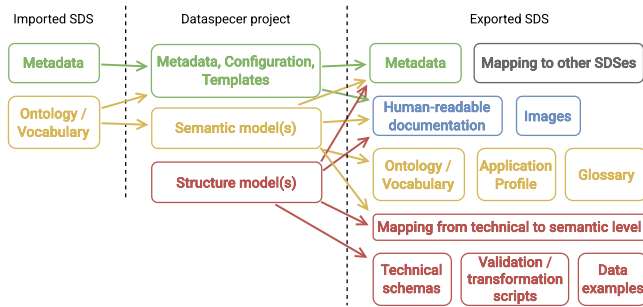 Imported SDS
Dataspecer project
Exported SDS
Metadata
Metadata, Configuration,
Templates
Metadata
Mapping to other SDSes
Ontology /
Vocabulary
Semantic model(s)
Human-readable
documentation
Images
Structure model(s)
Ontology /
Vocabulary
Application
Profile
Glossary
Mapping from technical to semantic level
Technical
schemas
Validation /
transformation
scripts
Data
examples